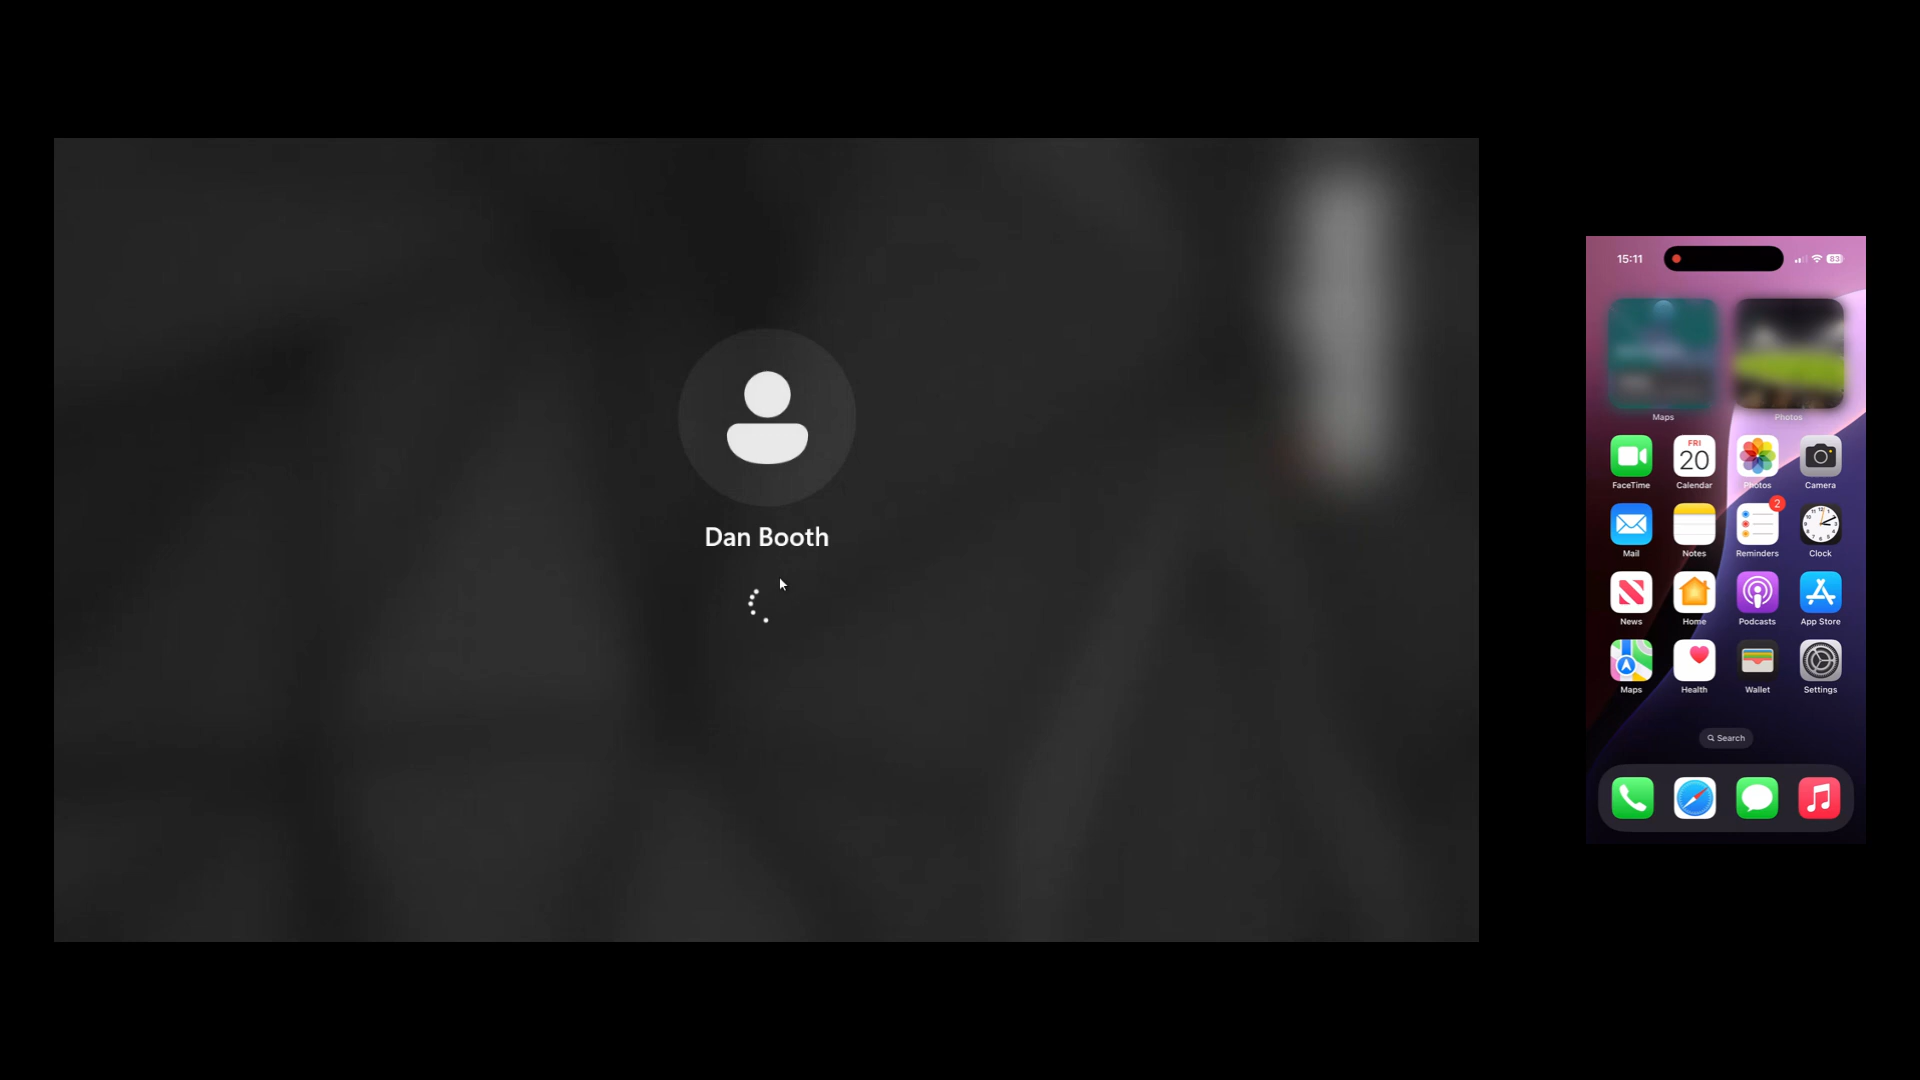 Dan Booth
15:11
83
Maps
Photos
FRI
20
FaceTime
Calendar
Photos
Camera
2
Mail
Notes
Reminders
Clock
News
Home
Podcasts
App Store
Maps
Health
Wallet
Settings
Search